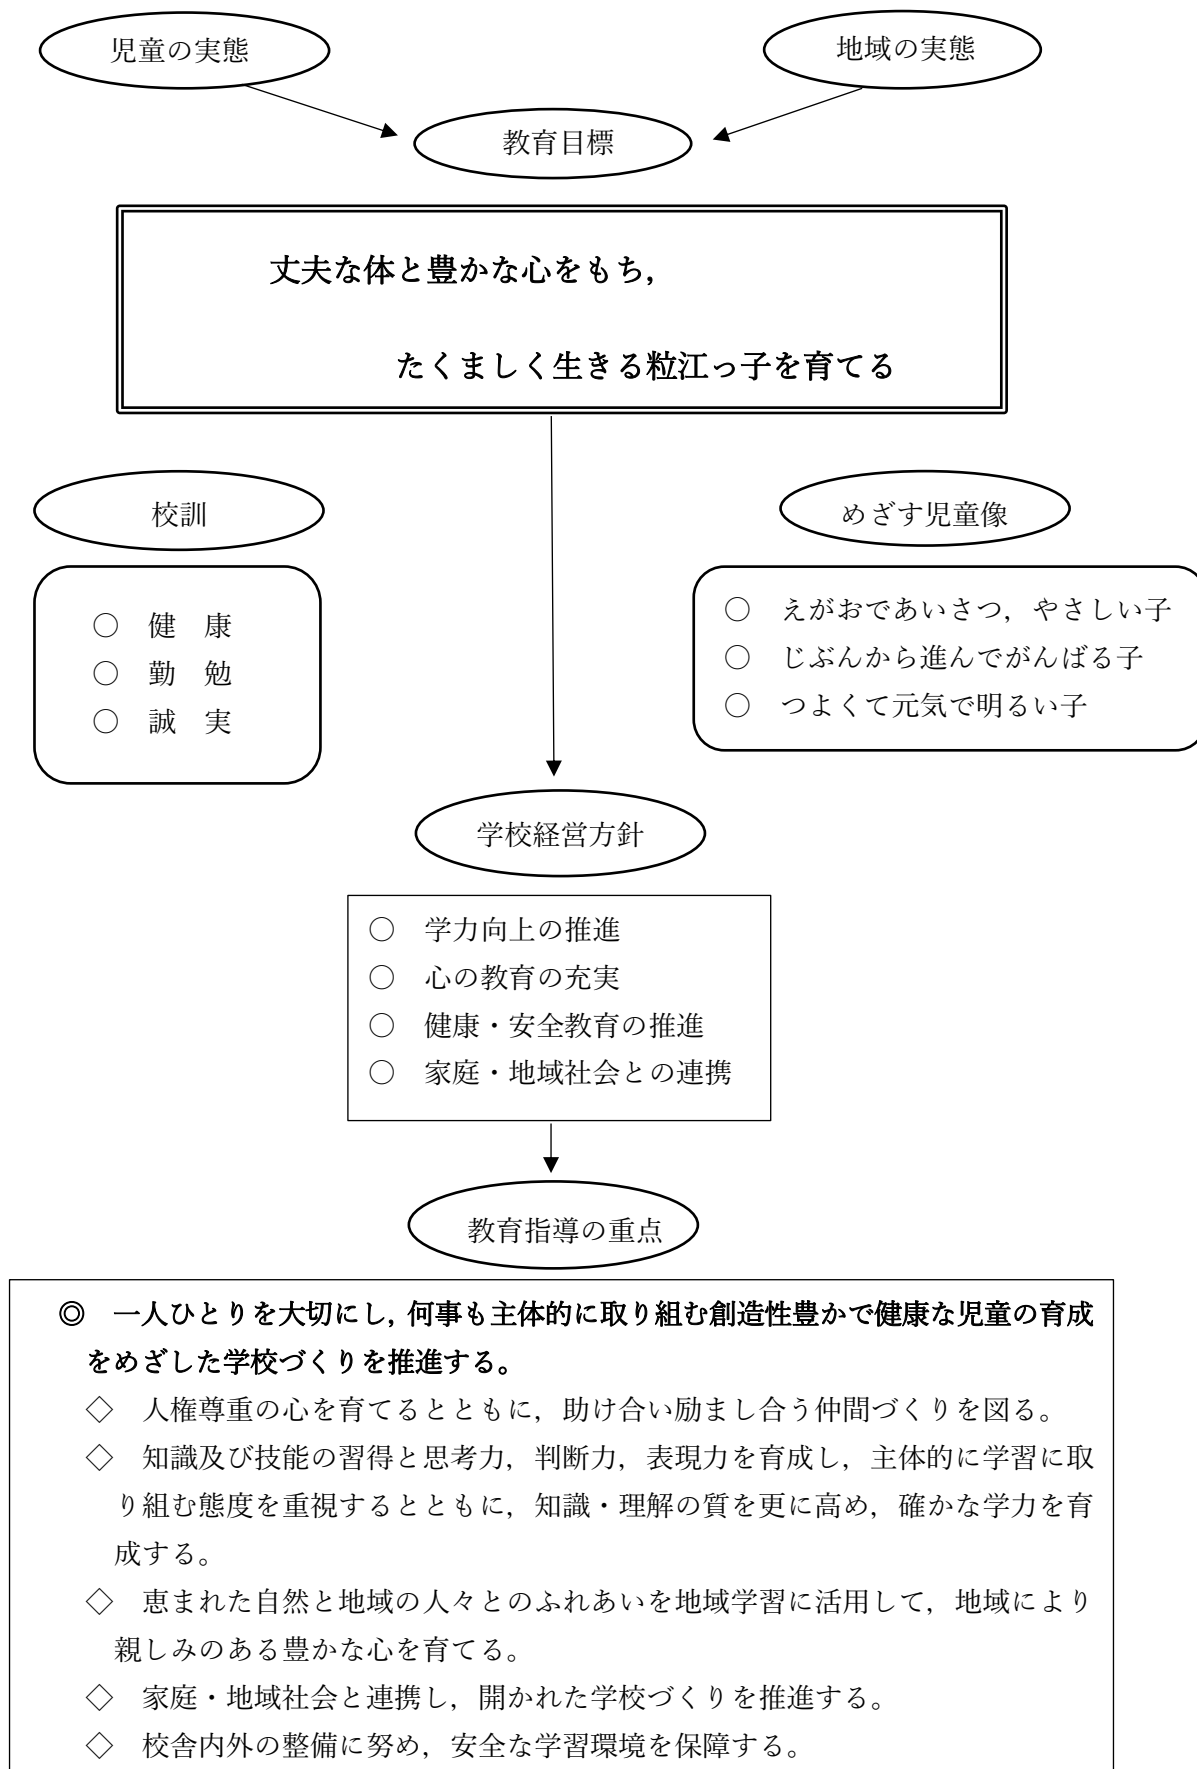 児童の実態
地域の実態
教育目標
丈夫な体と豊かな心をもち，
たくましく生きる粒江っ子を育てる
校訓
○　健　康
○　勤　勉
○　誠　実
めざす児童像
○　えがおであいさつ，やさしい子
○　じぶんから進んでがんばる子
○　つよくて元気で明るい子
学校経営方針
○　学力向上の推進
○　心の教育の充実
○　健康・安全教育の推進
○　家庭・地域社会との連携
教育指導の重点
◎　一人ひとりを大切にし，何事も主体的に取り組む創造性豊かで健康な児童の育成
をめざした学校づくりを推進する。
◇　人権尊重の心を育てるとともに，助け合い励まし合う仲間づくりを図る。
◇　知識及び技能の習得と思考力，判断力，表現力を育成し，主体的に学習に取
り組む態度を重視するとともに，知識・理解の質を更に高め，確かな学力を育
成する。
◇　恵まれた自然と地域の人々とのふれあいを地域学習に活用して，地域により
親しみのある豊かな心を育てる。
◇　家庭・地域社会と連携し，開かれた学校づくりを推進する。
◇　校舎内外の整備に努め，安全な学習環境を保障する。